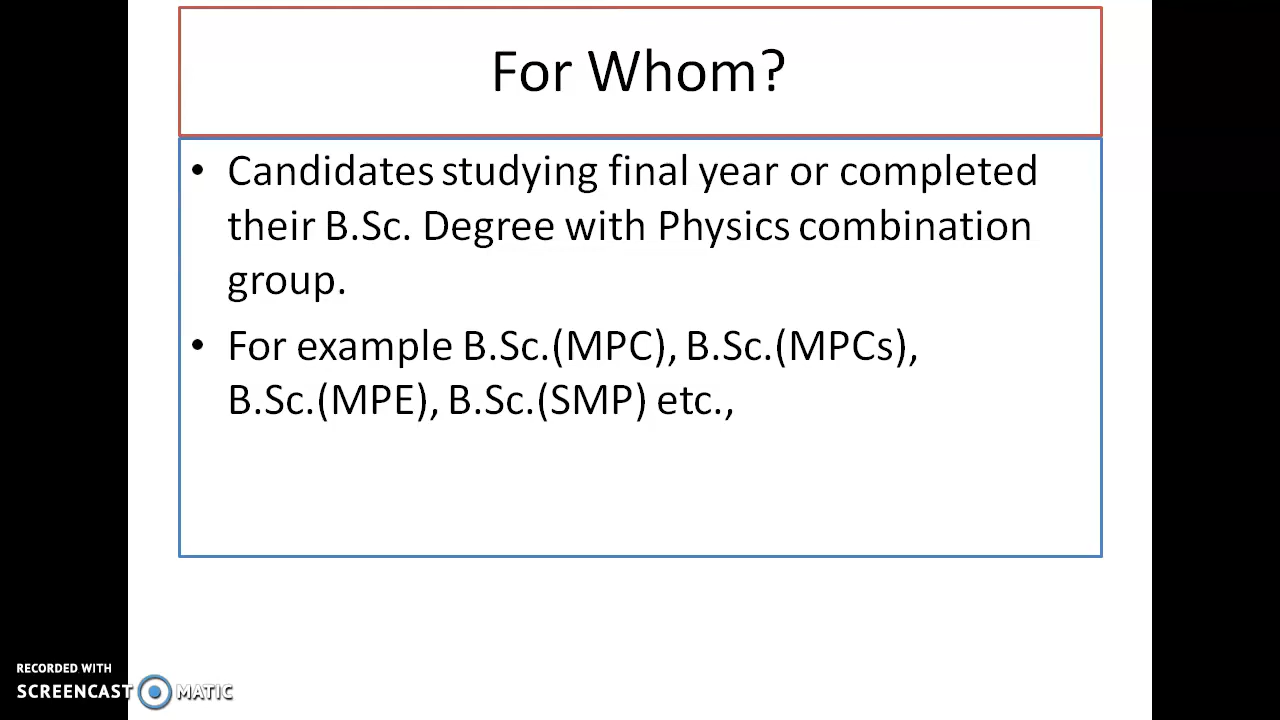 For Whom?
• Candidates studying final year or completed
their B.Sc. Degree with Physics combination
group.
• For example B.Sc.(MPC), B.Sc.(MPCs),
B.Sc.(MPE), B.Sc.(SMP) etc.,
RECORDED WITH
SCREENCAST MATIC